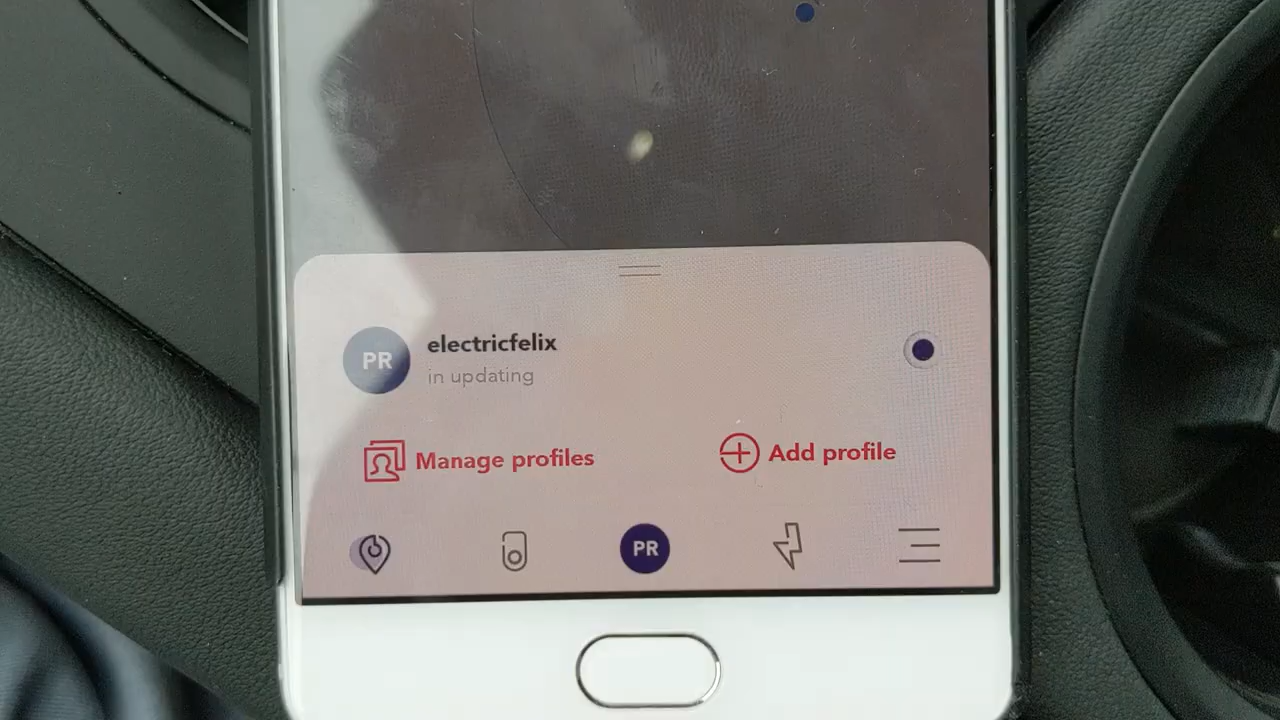 PR
electricfelix
in updating
Manage profiles
Add profile
PR